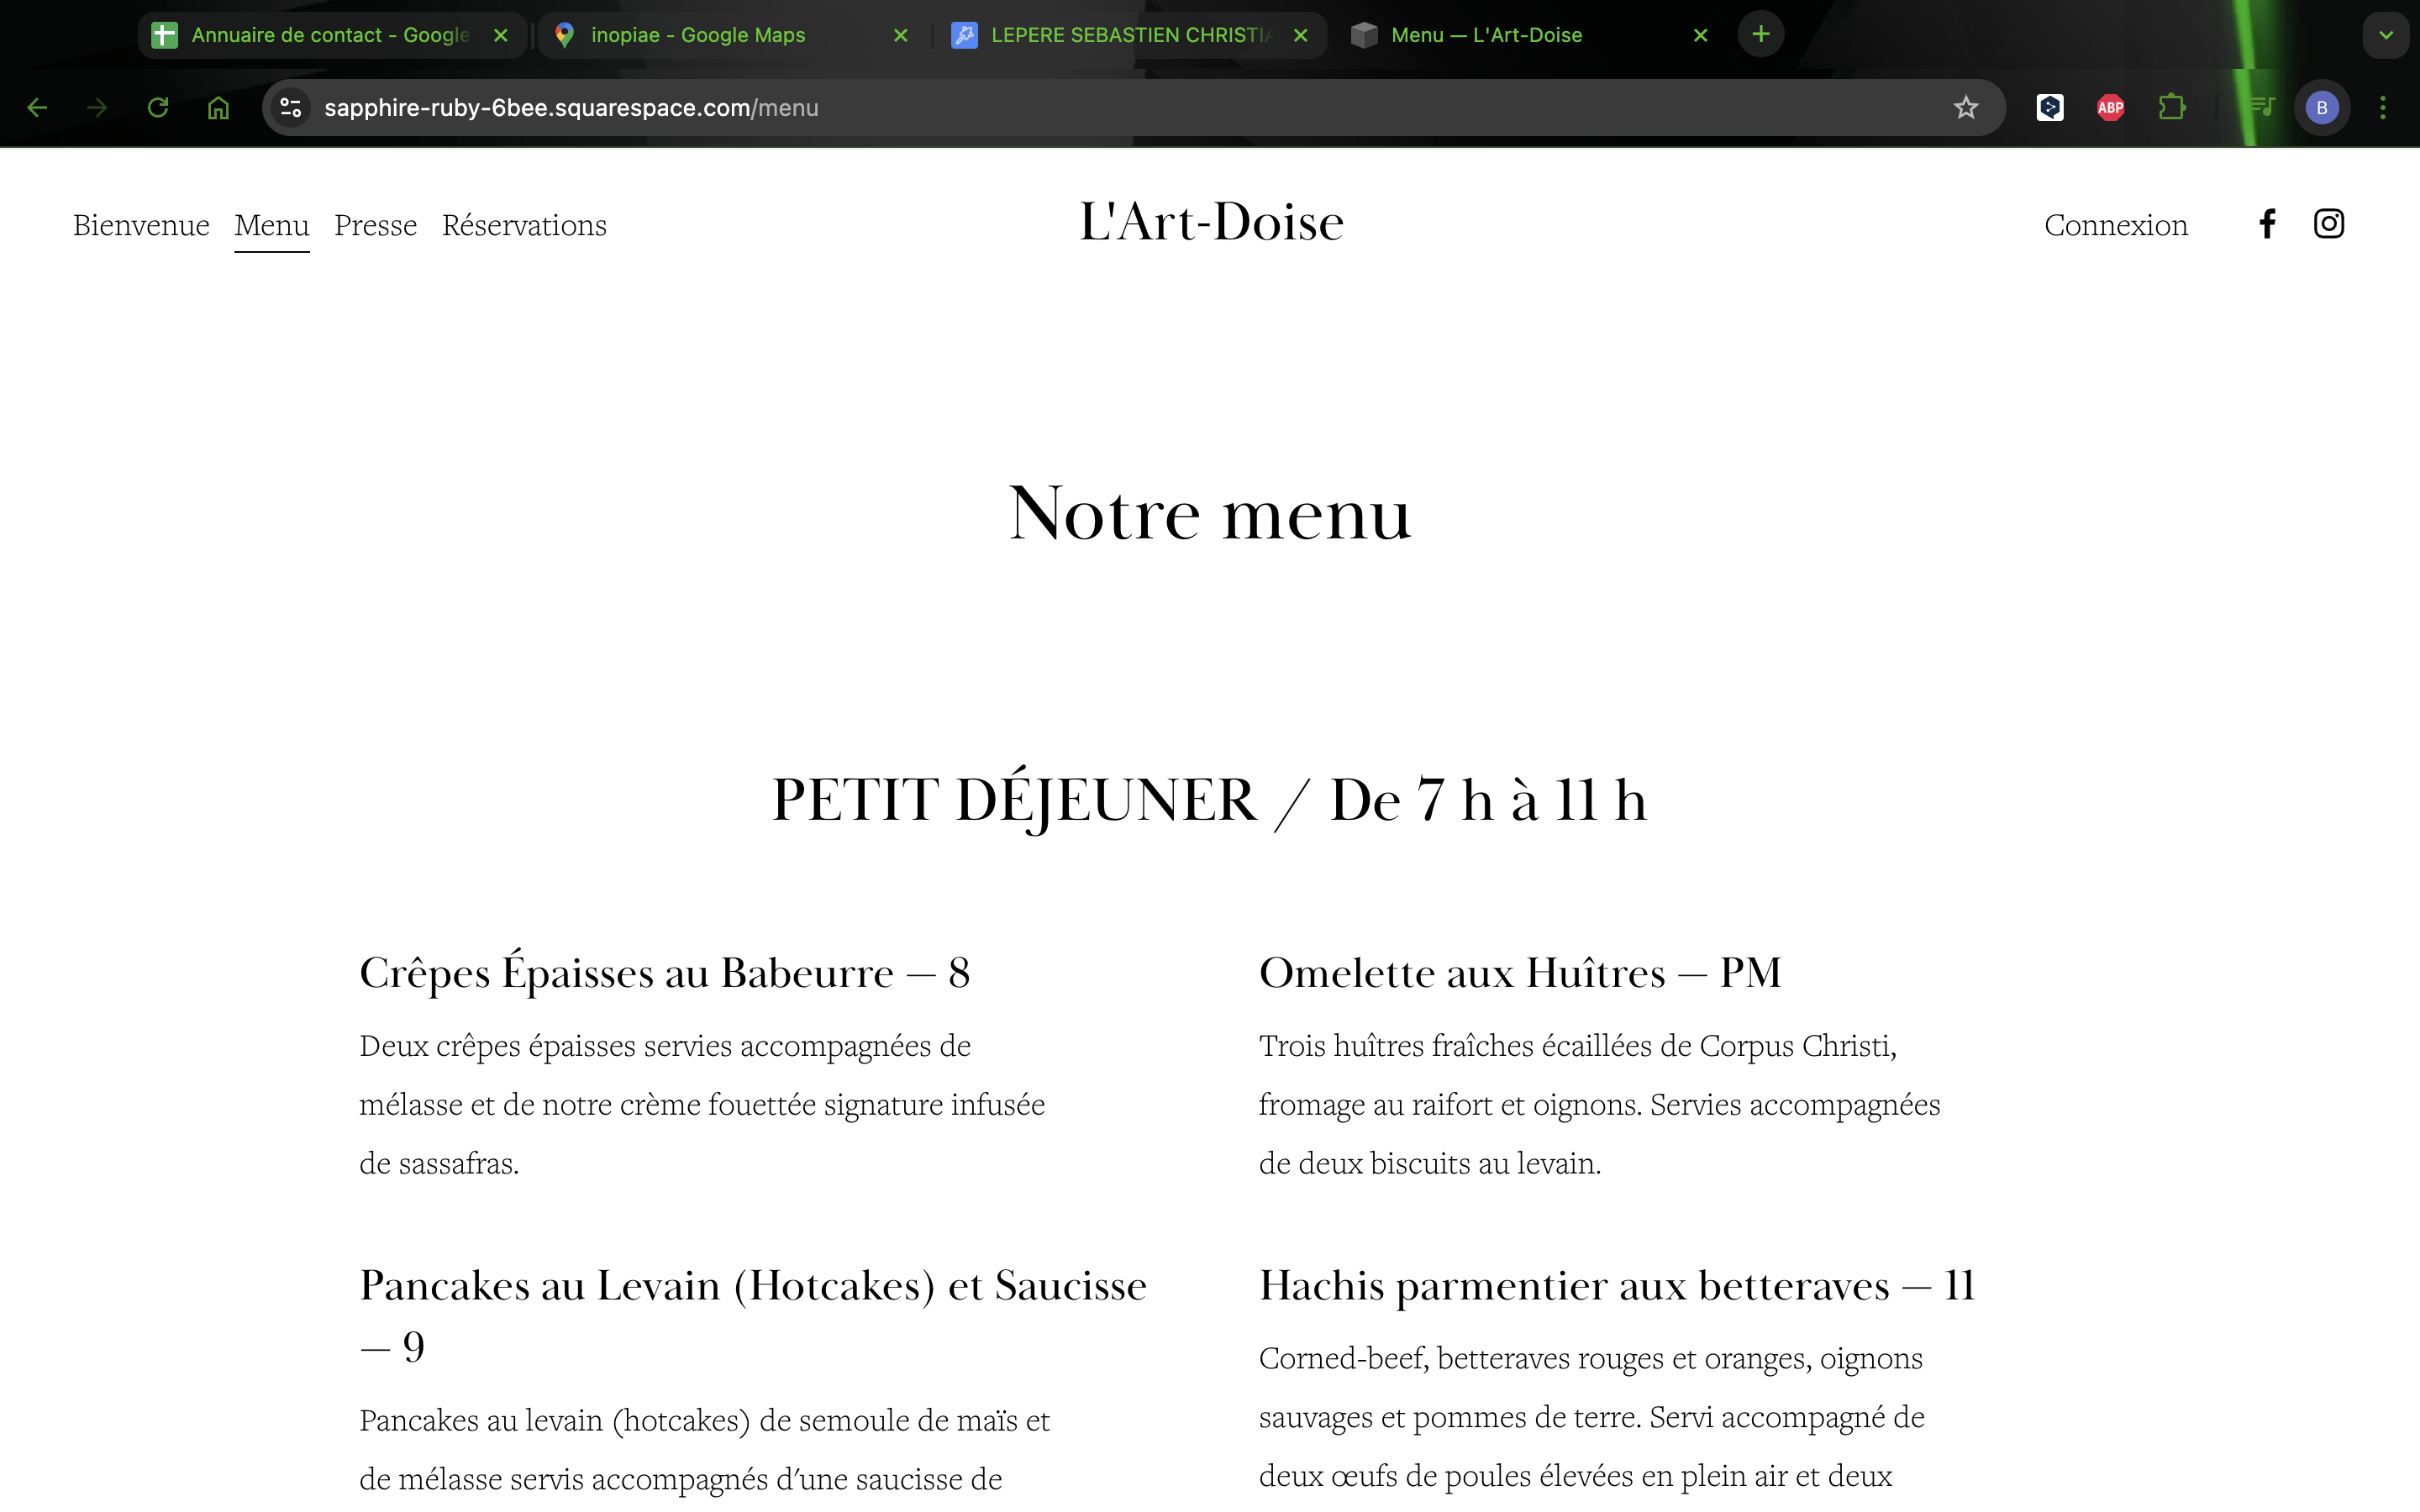 Annuaire de contact - Google
inopiae - Google Maps
LEPERE SEBASTIEN CHRISTI
Menu — L'Art-Doise
sapphire-ruby-6bee.squarespace.com/menu
ABP
B
Bienvenue
Menu
Presse
Réservations
L'Art-Doise
Connexion
Notre menu
PETIT DÉJEUNER / De 7 h à 11 h
Crêpes Épaisses au Babeurre — 8
Deux crêpes épaisses servies accompagnées de
mélasse et de notre crème fouettée signature infusée
de sassafras.
Omelette aux Huîtres — PM
Trois huîtres fraîches écaillées de Corpus Christi,
fromage au raifort et oignons. Servies accompagnées
de deux biscuits au levain.
Pancakes au Levain (Hotcakes) et Saucisse
— 9
Pancakes au levain (hotcakes) de semoule de maïs et
de mélasse servis accompagnés d'une saucisse de
Hachis parmentier aux betteraves — 11
Corned-beef, betteraves rouges et oranges, oignons
sauvages et pommes de terre. Servi accompagné de
deux œufs de poules élevées en plein air et deux